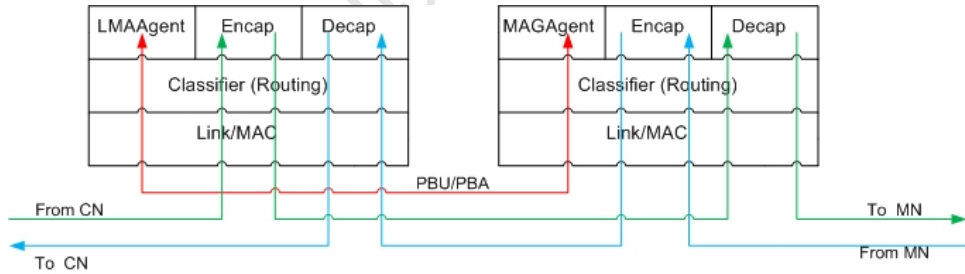 LMAAgent Encap Decap
MAGAgent Encap Decap
Classifier (Routing)
Classifier (Routing)
Link/MAC
Link/MAC
PBU/PBA
From CN
To MN
To CN
From MN